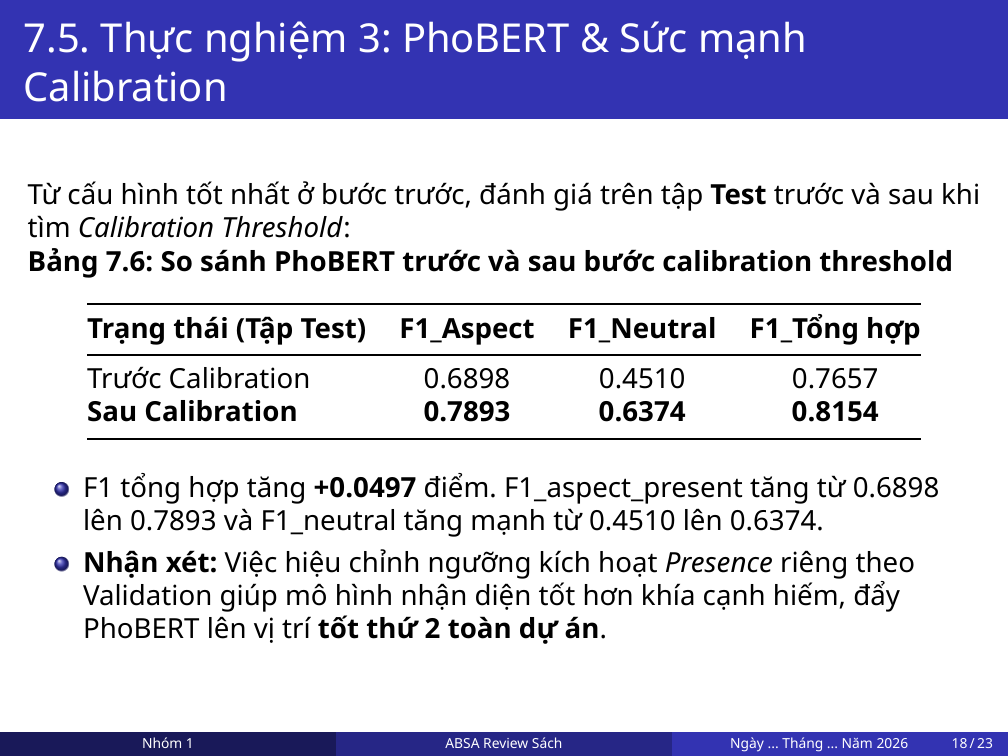 7.5. Thực nghiệm 3: PhoBERT & Sức mạnh
Calibration
Từ cấu hình tốt nhất ở bước trước, đánh giá trên tập Test trước và sau khi
tìm Calibration Threshold:
Bảng 7.6: So sánh PhoBERT trước và sau bước calibration threshold
Trạng thái (Tập Test) F1_Aspect F1_Neutral F1_Tổng hợp
Trước Calibration 0.6898 0.4510 0.7657
Sau Calibration 0.7893 0.6374 0.8154
F1 tổng hợp tăng +0.0497 điểm. F1_aspect_present tăng từ 0.6898
lên 0.7893 và F1_neutral tăng mạnh từ 0.4510 lên 0.6374.
Nhận xét: Việc hiệu chỉnh ngưỡng kích hoạt Presence riêng theo
Validation giúp mô hình nhận diện tốt hơn khía cạnh hiếm, đẩy
PhoBERT lên vị trí tốt thứ 2 toàn dự án.
Nhóm 1 ABSA Review Sách Ngày ... Tháng ... Năm 2026 18 / 23